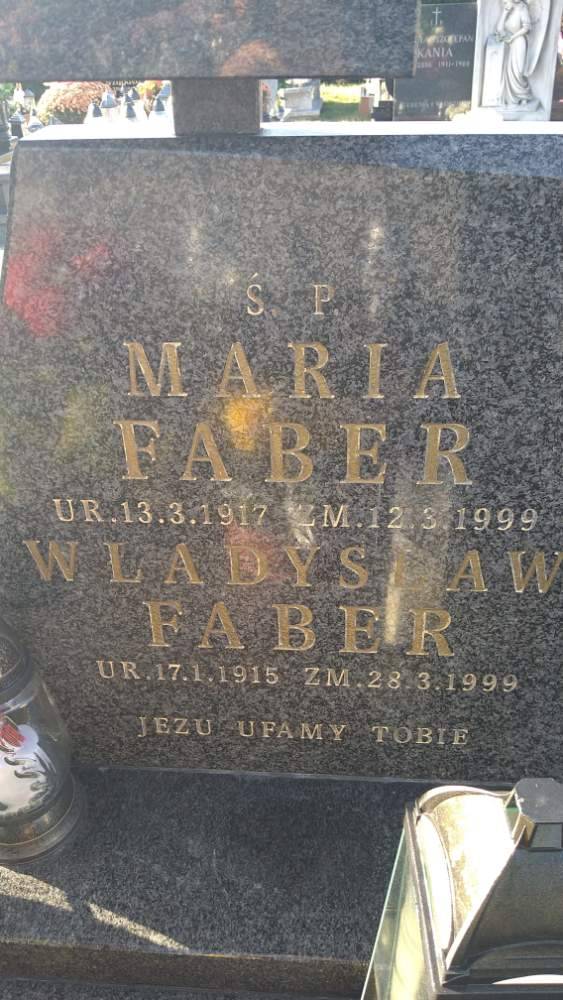 KANIA
Ś. P.
MARIA
FABER
UR.13.3.1917 ZM.12.3.1999
WŁADYSŁAW
FABER
UR.17.1.1915 ZM.28.3.1999
JEZU UFAMY TOBIE